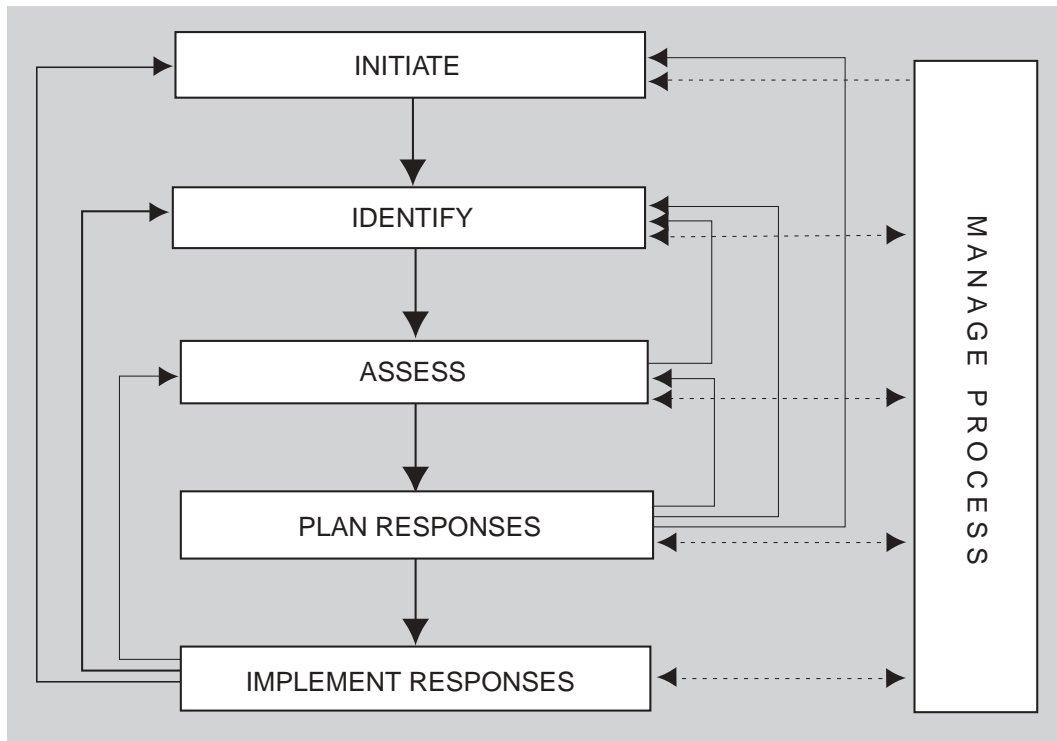 INITIATE
IDENTIFY
ASSESS
PLAN RESPONSES
IMPLEMENT RESPONSES
MANAGE PROCESS